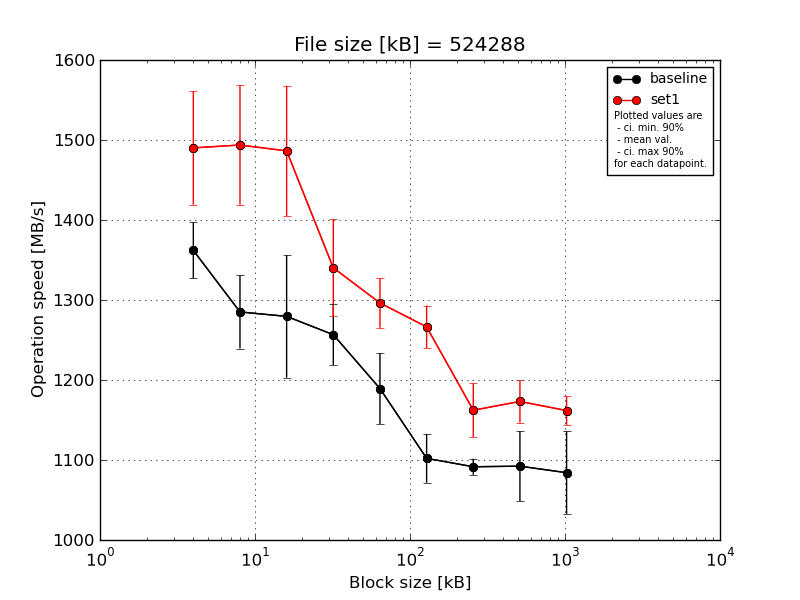 File size [kB] = 524288
1600
1500
1400
1300
1200
1100
1000
Operation speed [MB/s]
baseline
set1
Plotted values are
- ci. min. 90%
- mean val.
- ci. max 90%
for each datapoint.
10^0 10^1 10^2 10^3 10^4
Block size [kB]